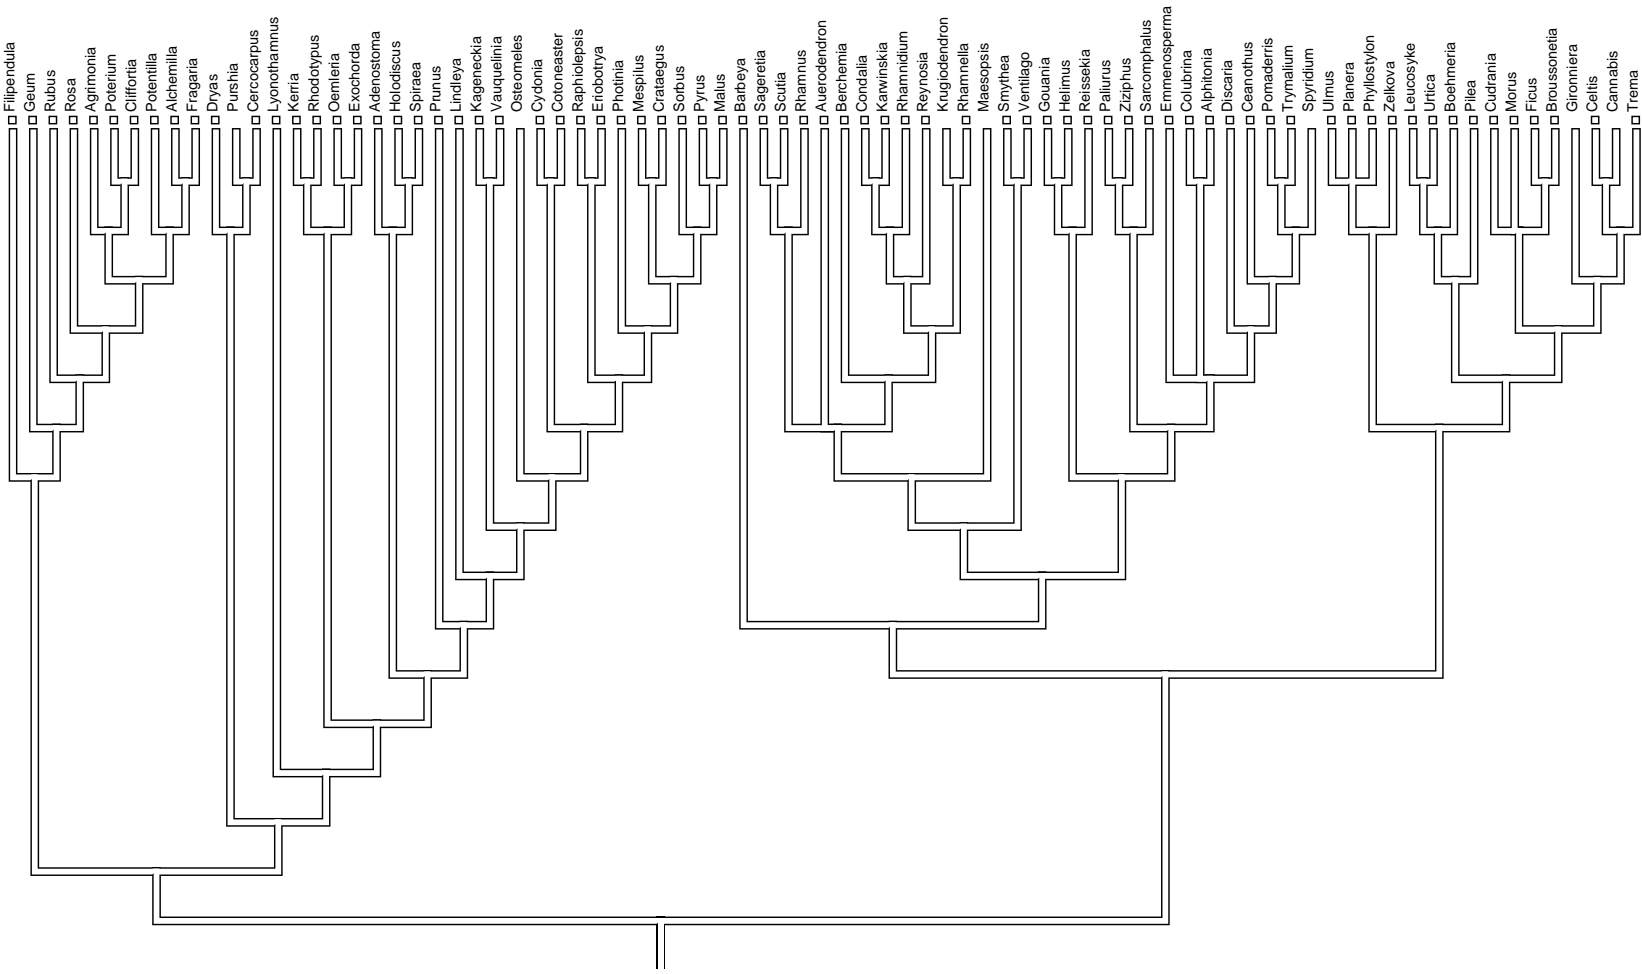 Filipendula
Geum
Rubus
Rosa
Agrimonia
Poterium
Cliffortia
Potentilla
Alchemilla
Fragaria
Dryas
Purshia
Cercocarpus
Lyonothamnus
Kerria
Rhodotypus
Oemleria
Exochorda
Adenostoma
Holodiscus
Spiraea
Prunus
Lindleya
Kageneckia
Vauquelinia
Osteomeles
Cydonia
Cotoneaster
Raphiolepsis
Eriobotrya
Photinia
Mespilus
Crataegus
Sorbus
Pyrus
Malus
Barbeya
Sageretia
Scutia
Rhamnus
Auerodendron
Berchemia
Condalia
Karwinskia
Rhamnidium
Reynosia
Krugiodendron
Rhamnella
Maesopsis
Smythea
Ventilago
Gouania
Helimus
Reissekia
Paliurus
Ziziphus
Sarcomphalus
Emmenosperma
Colubrina
Alphitonia
Discaria
Ceanothus
Pomaderris
Trymalium
Spyridium
Ulmus
Planera
Phyllostylon
Zelkova
Leucosyke
Urtica
Boehmeria
Pilea
Cudrania
Morus
Ficus
Broussonetia
Gironniera
Celtis
Cannabis
Trema